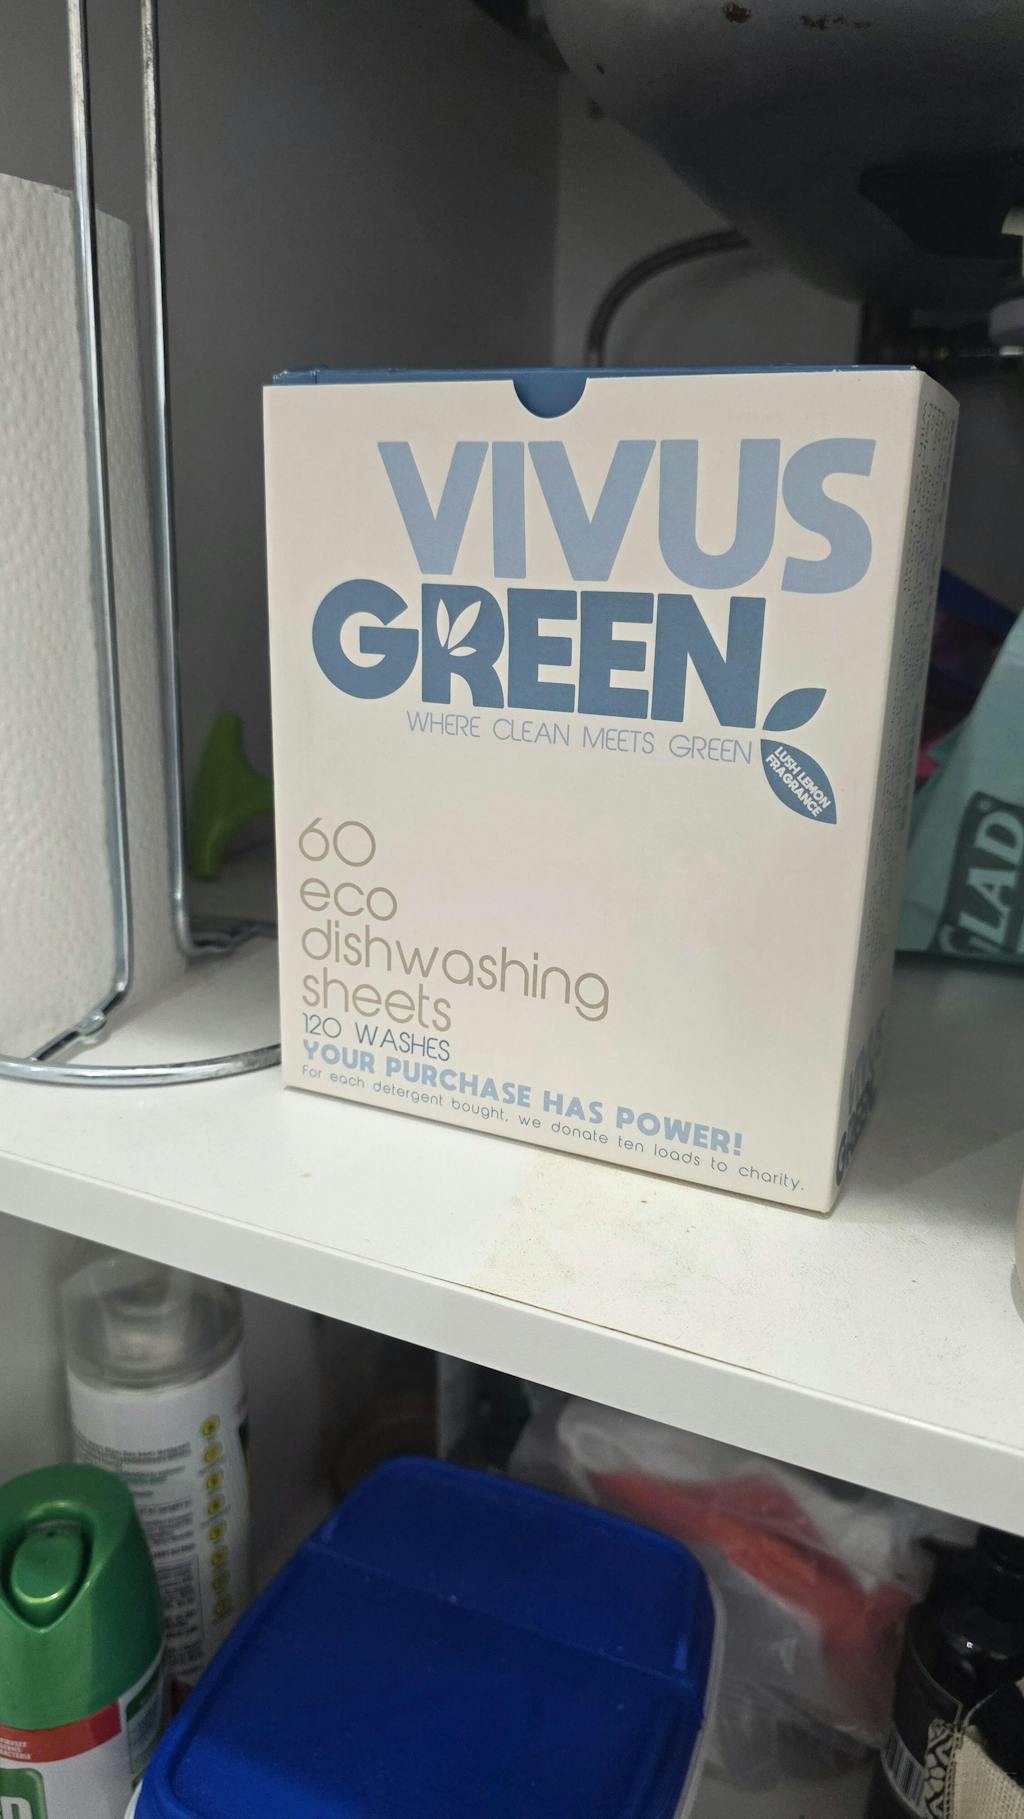 VIVUS
GREEN
WHERE CLEAN MEETS GREEN
LUSH LEMON
FRAGRANCE
60
eco
dishwashing
sheets
120 WASHES
YOUR PURCHASE HAS POWER!
For each detergent bought, we donate ten loads to charity.
GLAD